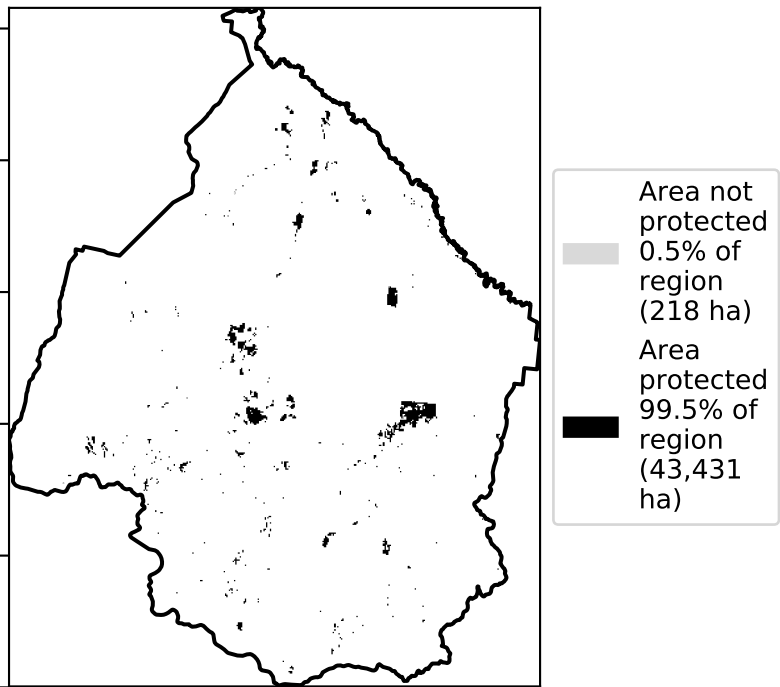 Area not
protected
0.5% of
region
(218 ha)
Area
protected
99.5% of
region
(43,431
ha)